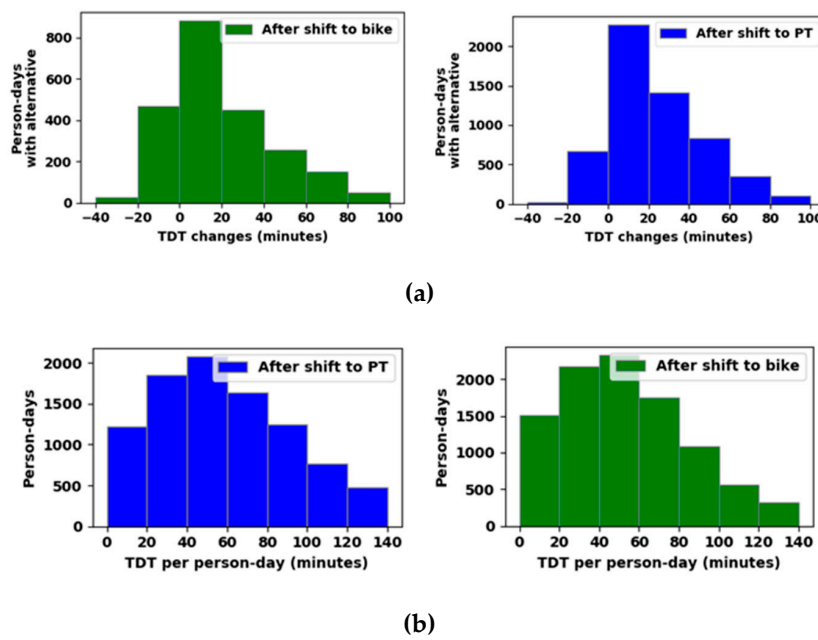 After shift to bike
800
600
400
200
0
Person-days
with alternative
−40 −20 0 20 40 60 80 100
TDT changes (minutes)
After shift to PT
2000
1500
1000
500
0
Person-days
with alternative
−40 −20 0 20 40 60 80 100
TDT changes (minutes)
(a)
After shift to PT
2000
1500
1000
500
0
Person-days
0 20 40 60 80 100 120 140
TDT per person-day (minutes)
After shift to bike
2000
1500
1000
500
0
Person-days
0 20 40 60 80 100 120 140
TDT per person-day (minutes)
(b)